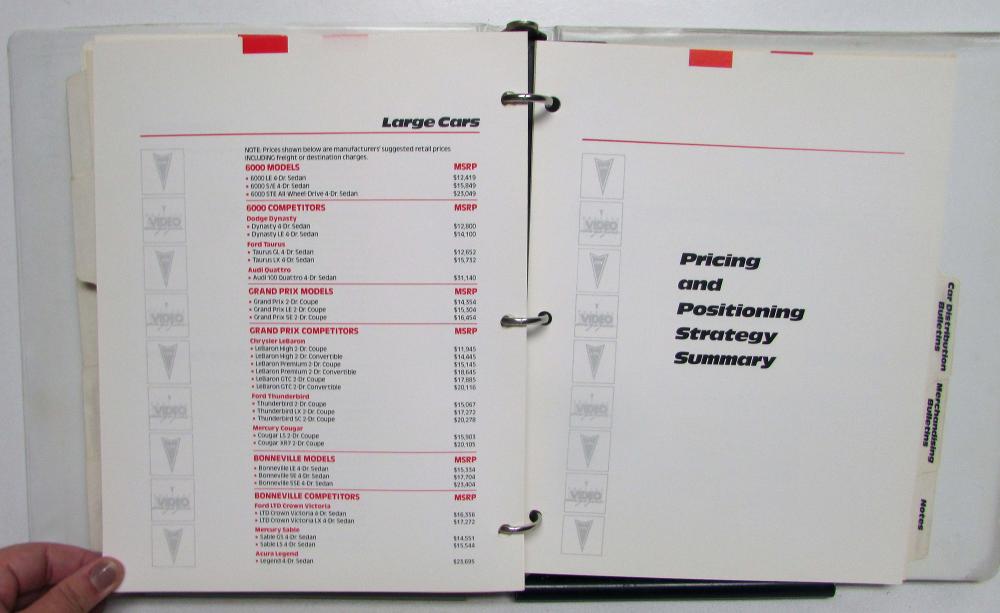 Large Cars
NOTE: Prices shown below are manufacturers' suggested retail prices
INCLUDING freight or destination charges.
6000 MODELS MSRP
• 6000 LE 4-Dr. Sedan $12,419
• 6000 S/E 4-Dr. Sedan $15,849
• 6000 STE All-Wheel-Drive 4-Dr. Sedan $23,049
6000 COMPETITORS MSRP
Dodge Dynasty
• Dynasty 4-Dr. Sedan $12,800
• Dynasty LE 4-Dr. Sedan $14,100
Ford Taurus
• Taurus GL 4-Dr. Sedan $12,652
• Taurus LX 4-Dr. Sedan $15,732
Audi Quattro
• Audi 100 Quattro 4-Dr. Sedan $31,140
GRAND PRIX MODELS MSRP
• Grand Prix 2-Dr. Coupe $14,354
• Grand Prix LE 2-Dr. Coupe $15,304
• Grand Prix SE 2-Dr. Coupe $16,454
GRAND PRIX COMPETITORS MSRP
Chrysler LeBaron
• LeBaron High 2-Dr. Coupe $11,945
• LeBaron High 2-Dr. Convertible $14,445
• LeBaron Premium 2-Dr. Coupe $15,145
• LeBaron Premium 2-Dr. Convertible $18,645
• LeBaron GTC 2-Dr. Coupe $17,885
• LeBaron GTC 2-Dr. Convertible $20,116
Ford Thunderbird
• Thunderbird 2-Dr. Coupe $15,067
• Thunderbird LX 2-Dr. Coupe $17,272
• Thunderbird SC 2-Dr. Coupe $20,278
Mercury Cougar
• Cougar LS 2-Dr. Coupe $15,903
• Cougar XR7 2-Dr. Coupe $20,105
BONNEVILLE MODELS MSRP
• Bonneville LE 4-Dr. Sedan $15,334
• Bonneville SE 4-Dr. Sedan $17,704
• Bonneville SSE 4-Dr. Sedan $23,404
BONNEVILLE COMPETITORS MSRP
Ford LTD Crown Victoria
• LTD Crown Victoria 4-Dr. Sedan $16,356
• LTD Crown Victoria LX 4-Dr. Sedan $17,272
Mercury Sable
• Sable GS 4-Dr. Sedan $14,551
• Sable LS 4-Dr. Sedan $15,544
Acura Legend
• Legend 4-Dr. Sedan $23,695
VIDEO
VIDEO
VIDEO
VIDEO
Pricing
and
Positioning
Strategy
Summary
VIDEO
VIDEO
VIDEO
VIDEO
Car Distribution
Bulletins
Merchandising
Bulletins
Notes